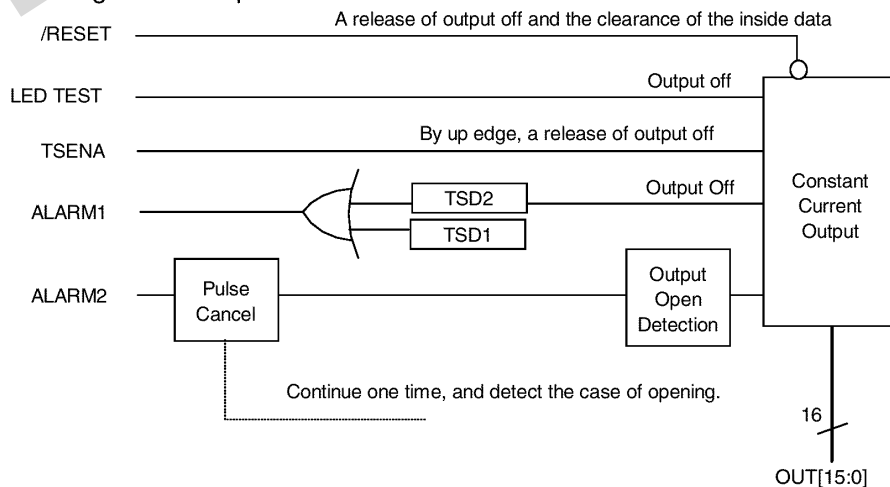 /RESET
A release of output off and the clearance of the inside data
LED TEST
Output off
TSENA
By up edge, a release of output off
ALARM1
TSD2
TSD1
Output Off
Constant
Current
Output
ALARM2
Pulse
Cancel
Output
Open
Detection
Continue one time, and detect the case of opening.
16
OUT[15:0]